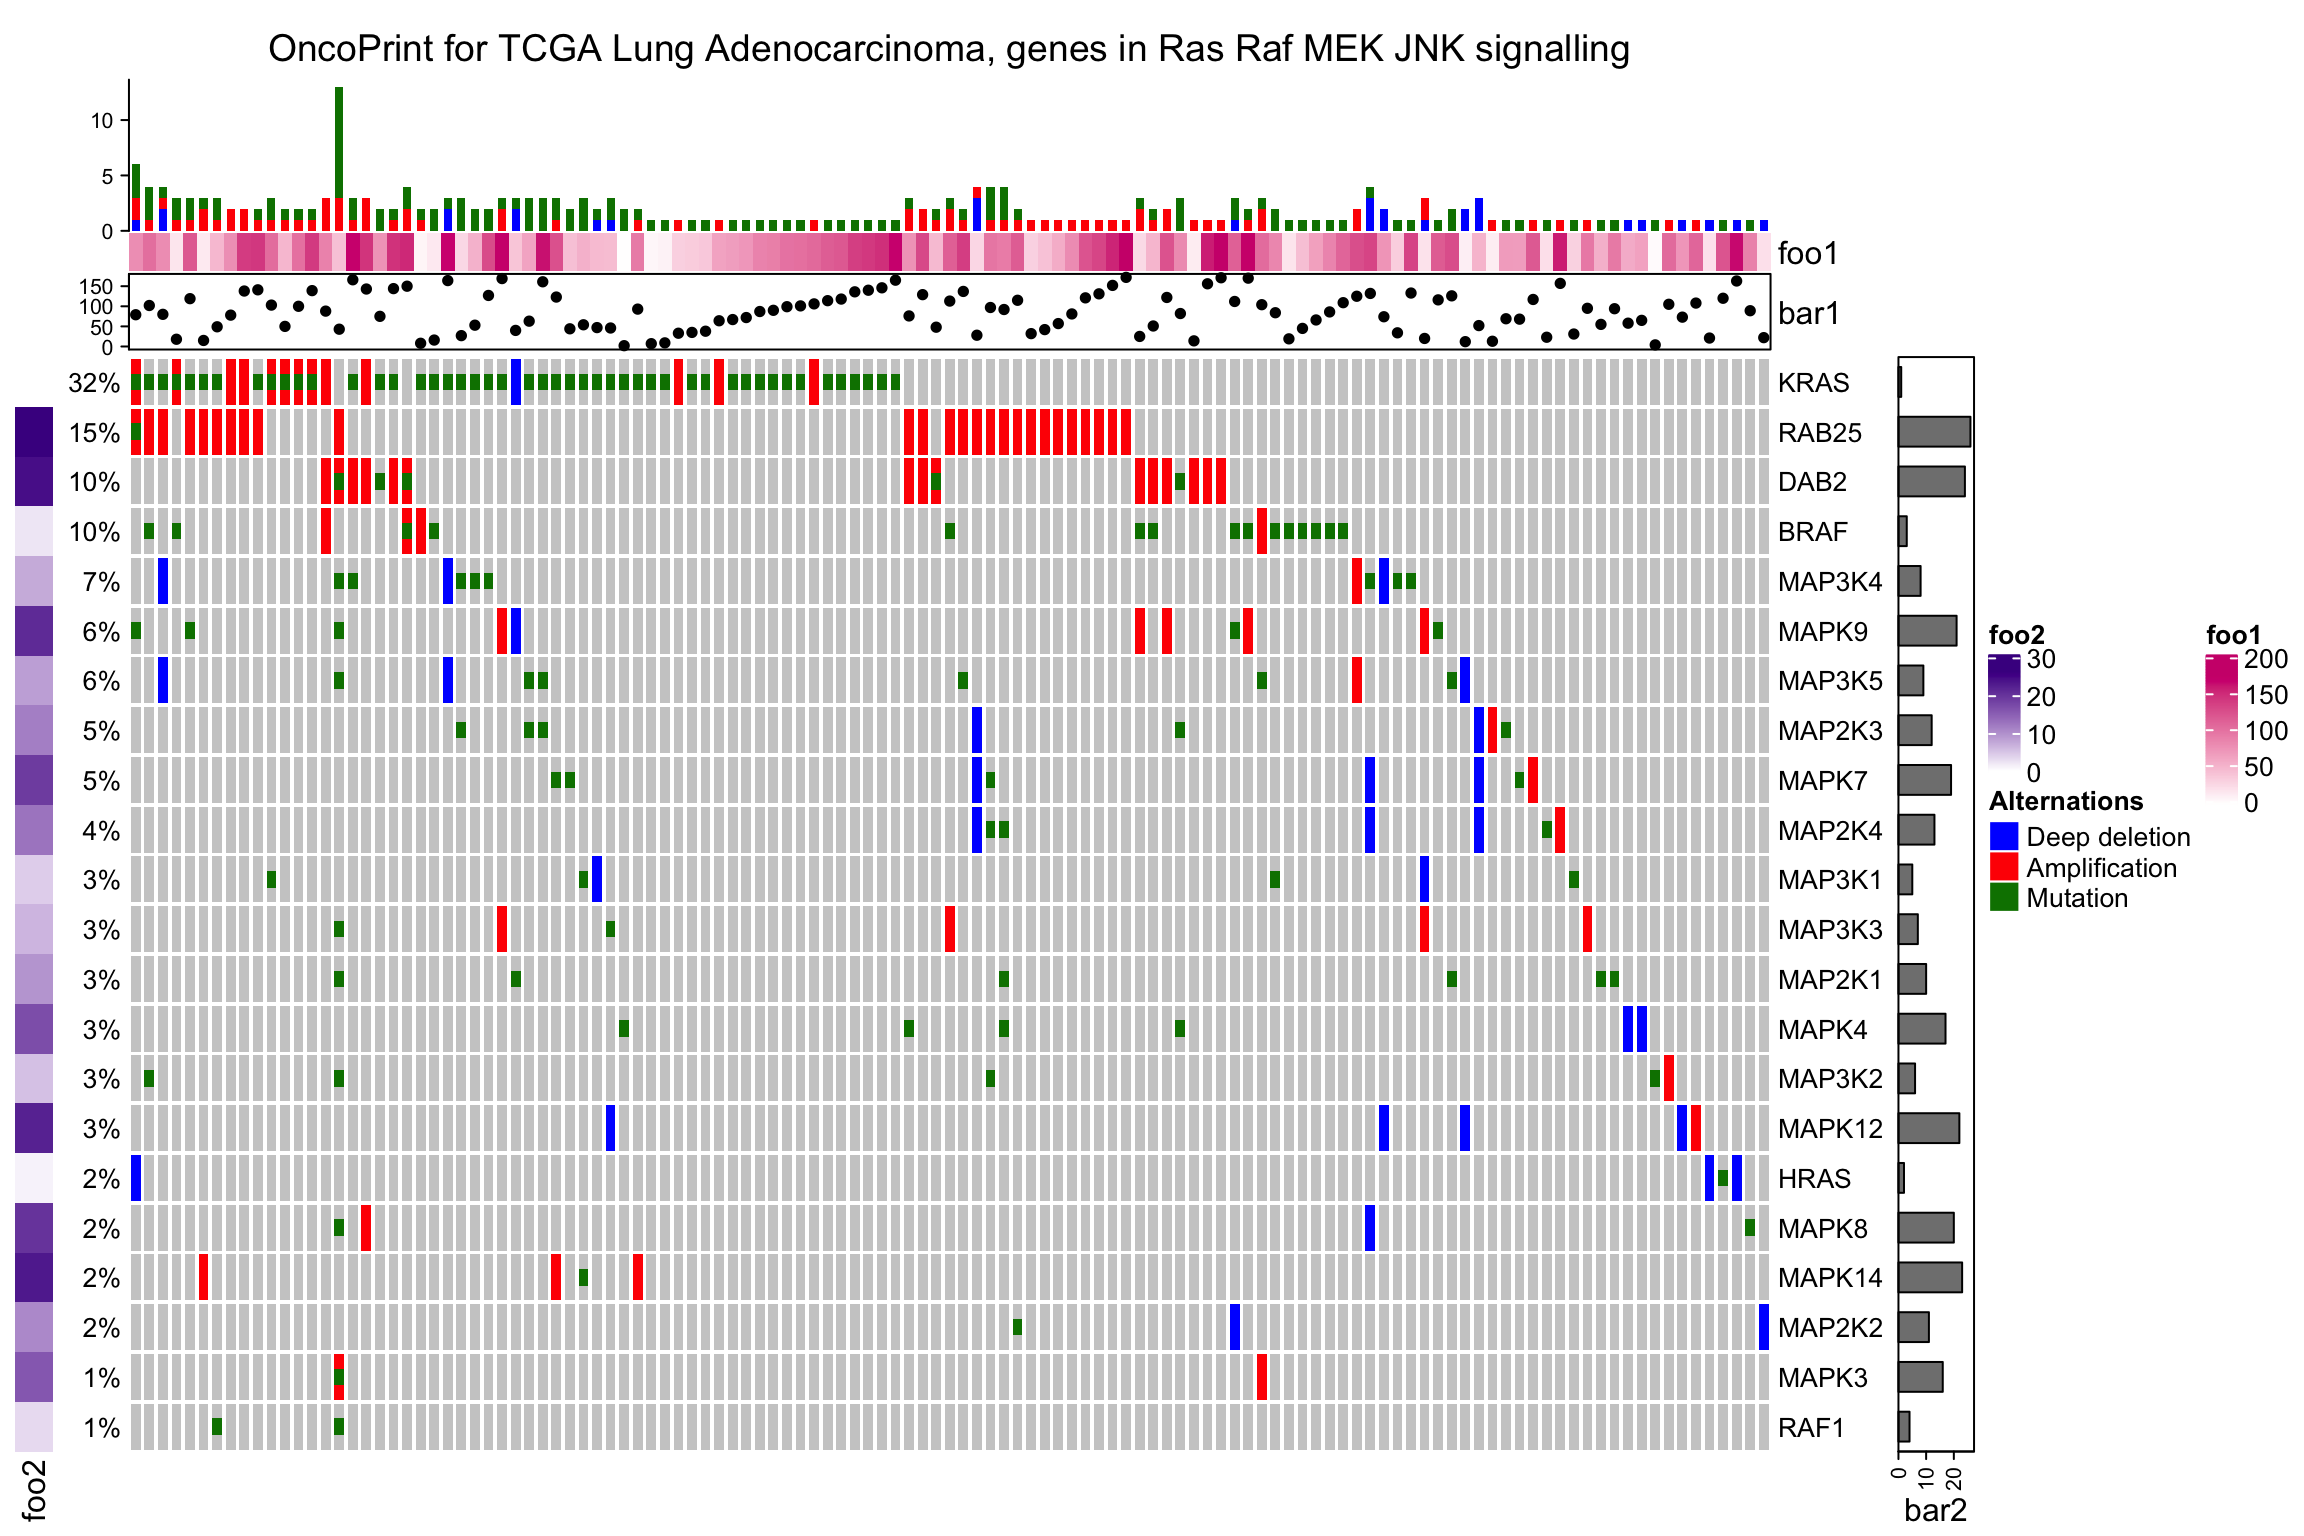 OncoPrint for TCGA Lung Adenocarcinoma, genes in Ras Raf MEK JNK signalling
10
5
0
foo1
150
100
50
0
bar1
32% KRAS
15% RAB25
10% DAB2
10% BRAF
7% MAP3K4
6% MAPK9
6% MAP3K5
5% MAP2K3
5% MAPK7
4% MAP2K4
3% MAP3K1
3% MAP3K3
3% MAP2K1
3% MAPK4
3% MAP3K2
3% MAPK12
2% HRAS
2% MAPK8
2% MAPK14
2% MAP2K2
1% MAPK3
1% RAF1
foo2
0 10 20
bar2
foo2
30
20
10
0
Alternations
Deep deletion
Amplification
Mutation
foo1
200
150
100
50
0